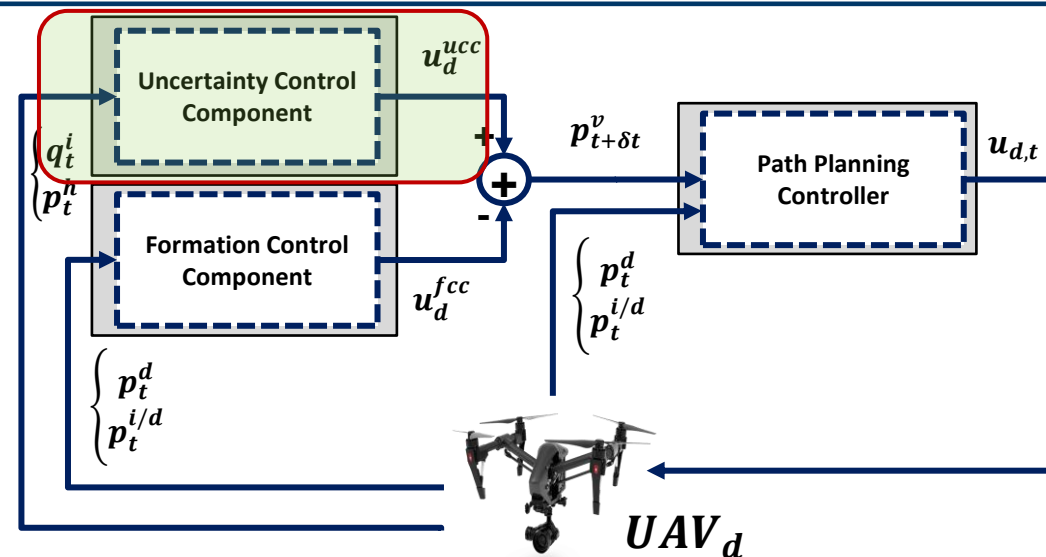 Uncertainty Control
Component
u_d^{ucc}
q_t^i
p_t^h
+
+
-
p_{t+δt}^v
Path Planning
Controller
u_{d,t}
Formation Control
Component
u_d^{fcc}
p_t^d
p_t^{i/d}
p_t^d
p_t^{i/d}
UAV_d